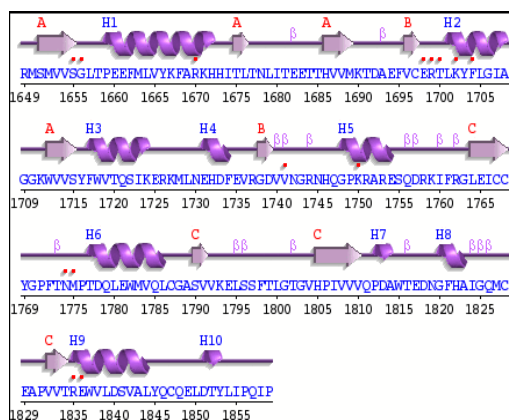 A H1 A β A β B H2
RMSMVVSGLTPEEFMLVYKFARKHHITLTNLITEETTHVVMKTDAEFVCERTLKYFLGIA
1649 1655 1660 1665 1670 1675 1680 1685 1690 1695 1700 1705
A H3 H4 B β β β H5 β β β β C
GGKWVVSYFWVTQSIKERKMLNEHDFEVRGDVVNGRNHQGPKRARESQDRKIFRGLEICC
1709 1715 1720 1725 1730 1735 1740 1745 1750 1755 1760 1765
β H6 C β β β C H7 β H8 β β β
YGPFTNMPTDQLEWMVQLCGASVVKELSSFTLGTGVHPIVVVQPDAWTEDNGFHAIGQMC
1769 1775 1780 1785 1790 1795 1800 1805 1810 1815 1820 1825
C H9 H10
EAPVVTREWVLDSVALYQCQELDTYLIPQIP
1829 1835 1840 1845 1850 1855